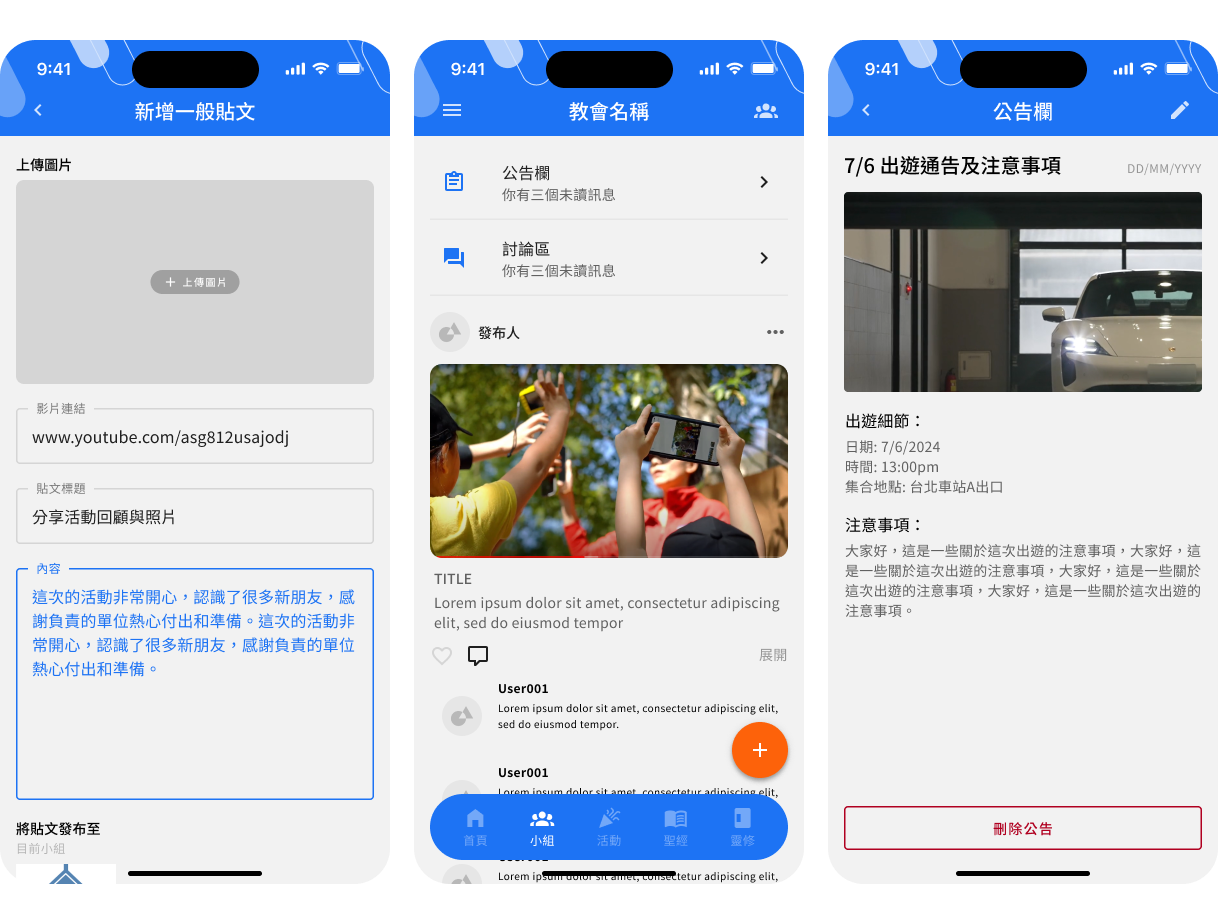 9:41
新增一般貼文
上傳圖片
+ 上傳圖片
影片連結
www.youtube.com/asg812usajodj
貼文標題
分享活動回顧與照片
內容
這次的活動非常開心，認識了很多新朋友，感
謝負責的單位熱心付出和準備。這次的活動非
常開心，認識了很多新朋友，感謝負責的單位
熱心付出和準備。
將貼文發布至
目前小組
9:41
教會名稱
公告欄
你有三個未讀訊息
討論區
你有三個未讀訊息
發布人
TITLE
Lorem ipsum dolor sit amet, consectetur adipiscing
elit, sed do eiusmod tempor
展開
User001
Lorem ipsum dolor sit amet, consectetur adipiscing elit,
sed do eiusmod tempor.
User001
Lorem ipsum dolor sit amet, consectetur adipiscing elit,
首頁
小組
活動
聖經
靈修
User001
Lorem ipsum dolor sit amet, consectetur adipiscing elit,
9:41
公告欄
7/6 出遊通告及注意事項
DD/MM/YYYY
出遊細節：
日期: 7/6/2024
時間: 13:00pm
集合地點: 台北車站A出口
注意事項：
大家好，這是一些關於這次出遊的注意事項，大家好，這
是一些關於這次出遊的注意事項，大家好，這是一些關於
這次出遊的注意事項，大家好，這是一些關於這次出遊的
注意事項。
刪除公告